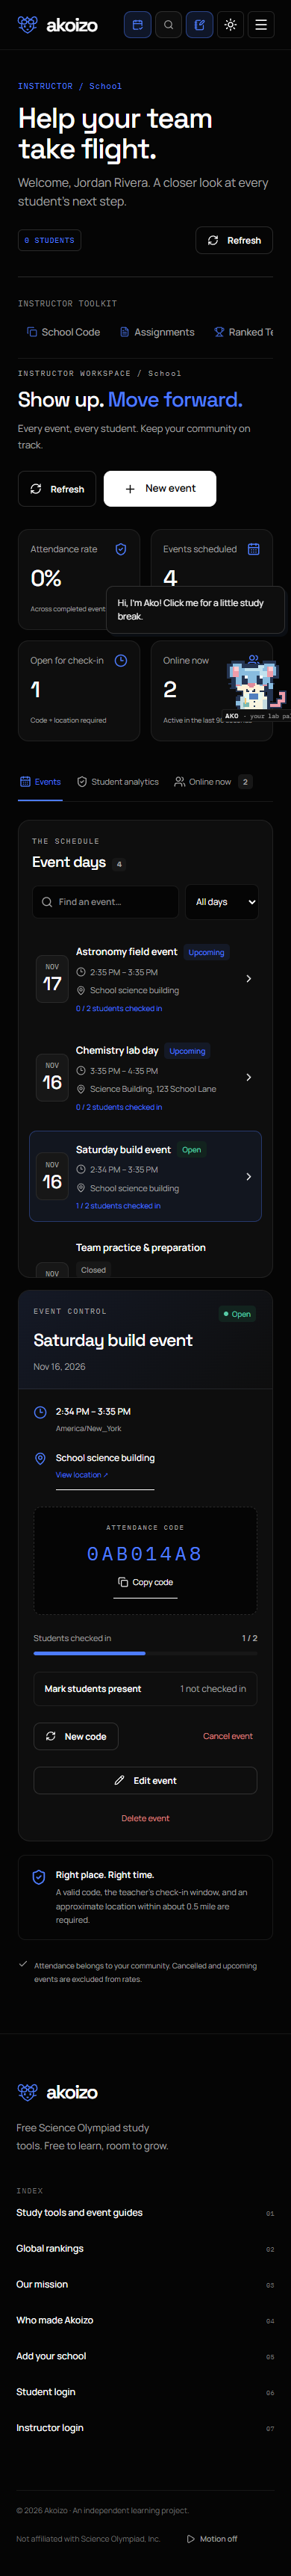 akoizo
INSTRUCTOR / School
Help your team
take flight.
Welcome, Jordan Rivera. A closer look at every
student's next step.
0 STUDENTS
Refresh
INSTRUCTOR TOOLKIT
School Code
Assignments
Ranked Te
INSTRUCTOR WORKSPACE / School
Show up. Move forward.
Every event, every student. Keep your community on
track.
Refresh
New event
Attendance rate
0%
Across completed event
Events scheduled
4
Hi, I'm Ako! Click me for a little study
break.
Open for check-in
1
Code + location required
Online now
2
Active in the last 90
AKO · your lab pa
Events
Student analytics
Online now 2
THE SCHEDULE
Event days 4
Find an event...
All days
NOV
17
Astronomy field event Upcoming
2:35 PM – 3:35 PM
School science building
0 / 2 students checked in
NOV
16
Chemistry lab day Upcoming
3:35 PM – 4:35 PM
Science Building, 123 School Lane
0 / 2 students checked in
NOV
16
Saturday build event Open
2:34 PM – 3:35 PM
School science building
1 / 2 students checked in
NOV
Team practice & preparation
Closed
EVENT CONTROL
Open
Saturday build event
Nov 16, 2026
2:34 PM – 3:35 PM
America/New_York
School science building
View location ↗
ATTENDANCE CODE
0AB014A8
Copy code
Students checked in 1 / 2
Mark students present 1 not checked in
New code
Cancel event
Edit event
Delete event
Right place. Right time.
A valid code, the teacher's check-in window, and an
approximate location within about 0.5 mile are
required.
Attendance belongs to your community. Cancelled and upcoming
events are excluded from rates.
akoizo
Free Science Olympiad study
tools. Free to learn, room to grow.
INDEX
Study tools and event guides 01
Global rankings 02
Our mission 03
Who made Akoizo 04
Add your school 05
Student login 06
Instructor login 07
© 2026 Akoizo · An independent learning project.
Not affiliated with Science Olympiad, Inc.
Motion off